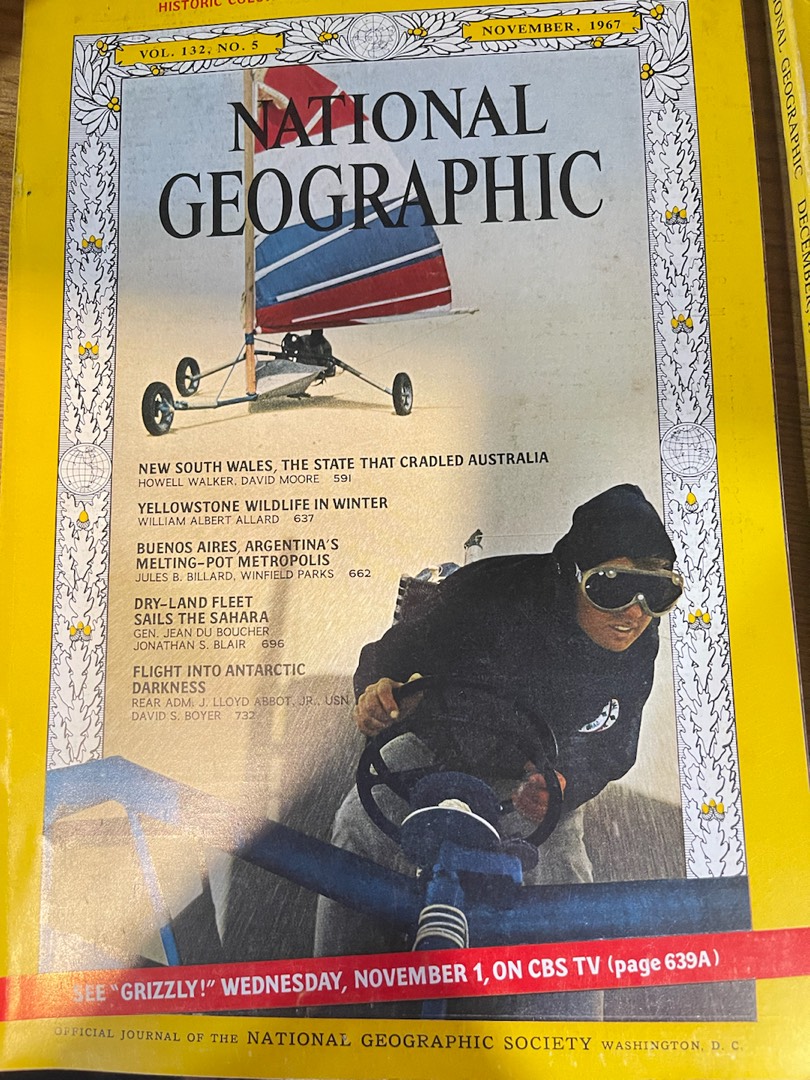 HISTORIC
VOL. 132, NO. 5
NOVEMBER, 1967
NATIONAL
GEOGRAPHIC
NEW SOUTH WALES, THE STATE THAT CRADLED AUSTRALIA
HOWELL WALKER, DAVID MOORE 591
YELLOWSTONE WILDLIFE IN WINTER
WILLIAM ALBERT ALLARD 637
BUENOS AIRES, ARGENTINA'S
MELTING-POT METROPOLIS
JULES B. BILLARD, WINFIELD PARKS 662
DRY-LAND FLEET
SAILS THE SAHARA
GEN. JEAN DU BOUCHER
JONATHAN S. BLAIR 696
FLIGHT INTO ANTARCTIC
DARKNESS
REAR ADM. J. LLOYD ABBOT, JR., USN
DAVID S. BOYER 732
SEE "GRIZZLY!" WEDNESDAY, NOVEMBER 1, ON CBS TV (page 639A)
OFFICIAL JOURNAL OF THE NATIONAL GEOGRAPHIC SOCIETY WASHINGTON, D. C.
GEOGRAPHIC DECEMBER